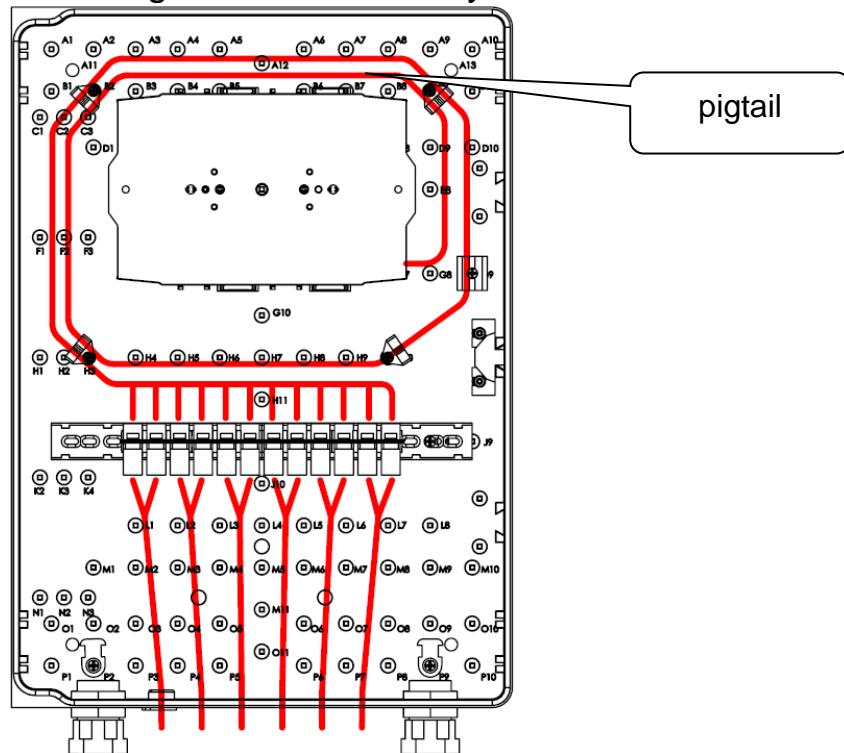 A1 A2 A3 A4 A5 A6 A7 A8 A9 A10
A11 A12 A13
B1 B2 B3 B4 B5 B6 B7 B8
pigtail
C1 C2 C3
D1 D9 D10
E8
F1 F2 F3
G8
G10
H1 H2 H3 H4 H5 H6 H7 H8 H9
H11
J9
K2 K3 K4 J10
L1 L2 L3 L4 L5 L6 L7 L8
M1 M2 M3 M4 M5 M6 M7 M8 M9 M10
N1 N2 N3 M11
O1 O2 O3 O4 O5 O6 O7 O8 O9 O10
O11
P1 P2 P3 P4 P5 P6 P7 P8 P9 P10